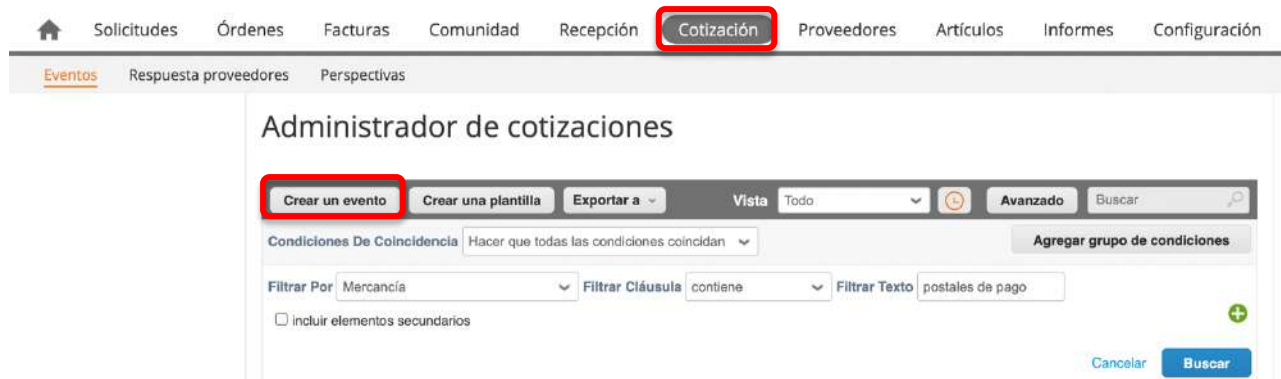 Solicitudes Órdenes Facturas Comunidad Recepción Cotización Proveedores Artículos Informes Configuración
Eventos Respuesta proveedores Perspectivas
Administrador de cotizaciones
Crear un evento Crear una plantilla Exportar a Vista Todo Avanzado Buscar
Condiciones De Coincidencia Hacer que todas las condiciones coincidan Agregar grupo de condiciones
Filtrar Por Mercancía Filtrar Cláusula contiene Filtrar Texto postales de pago
incluir elementos secundarios
Cancelar Buscar